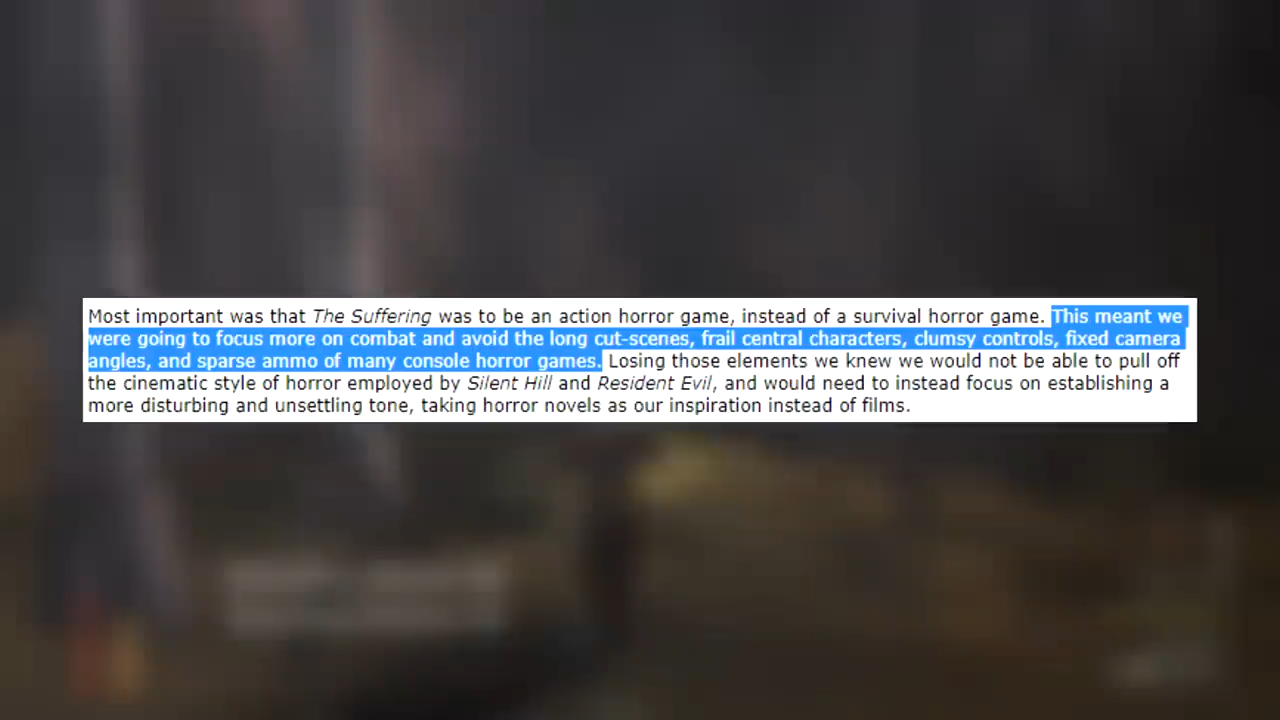 Most important was that The Suffering was to be an action horror game, instead of a survival horror game. This meant we
were going to focus more on combat and avoid the long cut-scenes, frail central characters, clumsy controls, fixed camera
angles, and sparse ammo of many console horror games. Losing those elements we knew we would not be able to pull off
the cinematic style of horror employed by Silent Hill and Resident Evil, and would need to instead focus on establishing a
more disturbing and unsettling tone, taking horror novels as our inspiration instead of films.